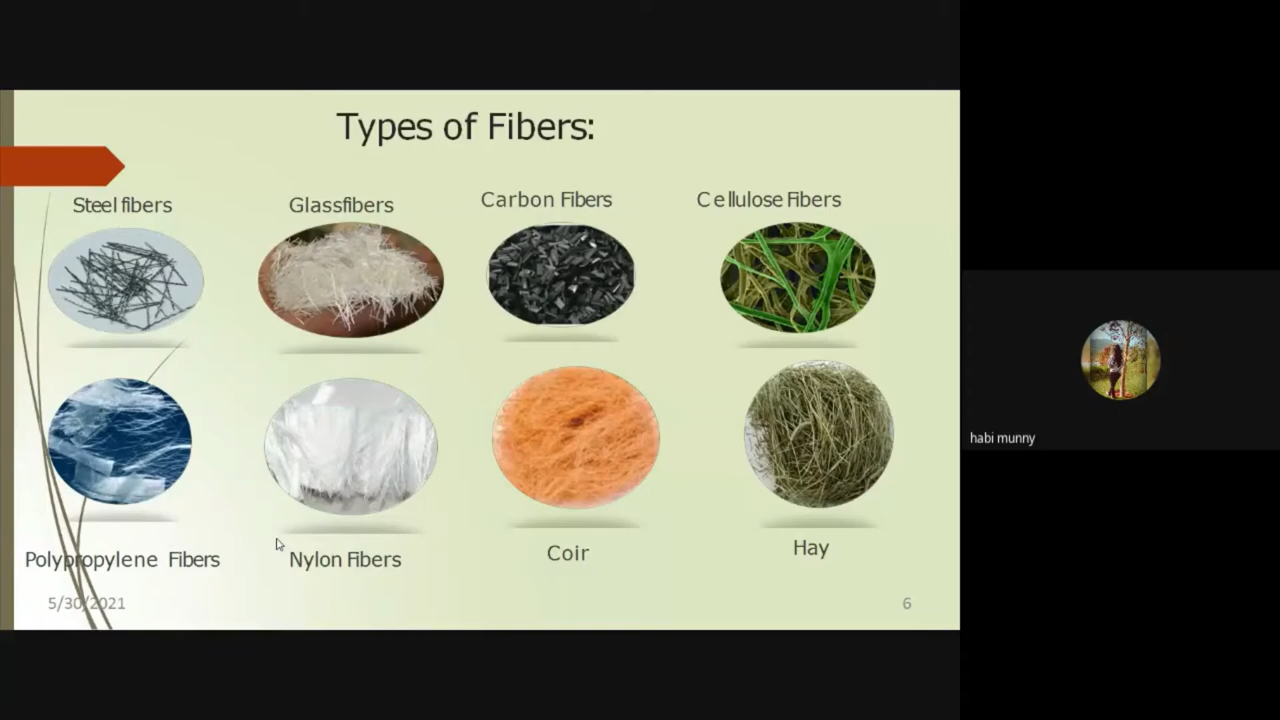 Types of Fibers:
Steel fibers
Glassfibers
Carbon Fibers
Cellulose Fibers
Polypropylene Fibers
Nylon Fibers
Coir
Hay
5/30/2021
6
habi munny